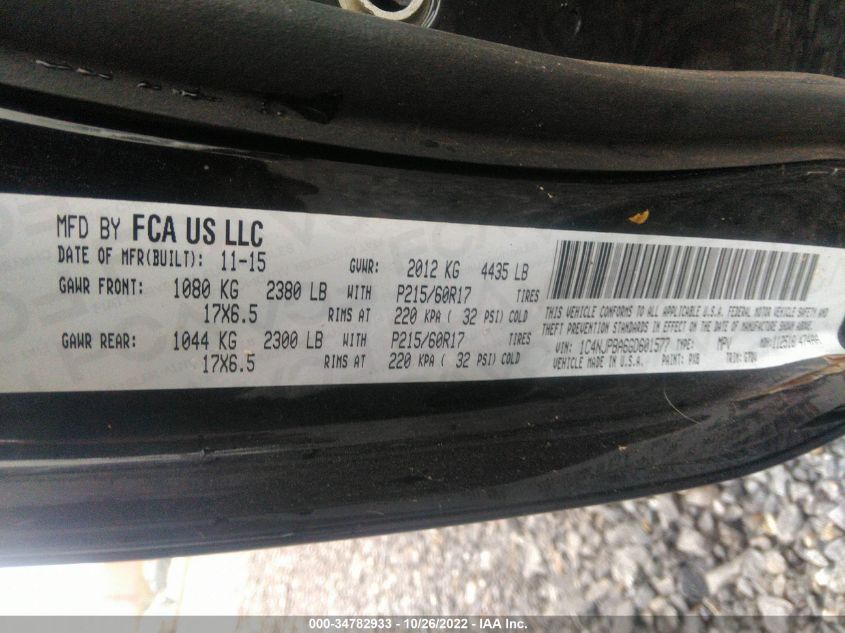 MFD BY FCA US LLC
DATE OF MFR(BUILT): 11-15 GVWR: 2012 KG 4435 LB
GAWR FRONT: 1080 KG 2380 LB WITH P215/60R17 TIRES
17X6.5 RIMS AT 220 KPA ( 32 PSI) COLD
GAWR REAR: 1044 KG 2300 LB WITH P215/60R17 TIRES
17X6.5 RIMS AT 220 KPA ( 32 PSI) COLD
THIS VEHICLE CONFORMS TO ALL APPLICABLE U.S.A. FEDERAL MOTOR VEHICLE SAFETY AND
THEFT PREVENTION STANDARDS IN EFFECT ON THE DATE OF MANUFACTURE SHOWN ABOVE.
VIN: 1C4NJPBA6GD601577 TYPE: MPV MDH:
VEHICLE MADE IN U.S.A. PAINT: PXB TRIM:
000-34782933 - 10/26/2022 - IAA Inc.